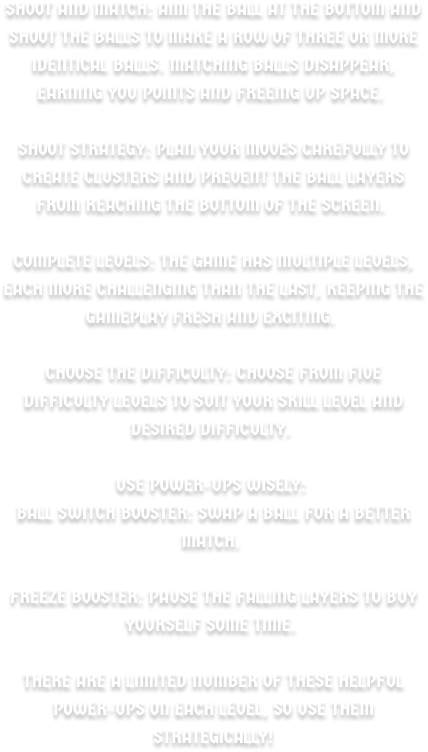 SHOOT AND MATCH: AIM THE BALL AT THE BOTTOM AND
SHOOT THE BALLS TO MAKE A ROW OF THREE OR MORE
IDENTICAL BALLS. MATCHING BALLS DISAPPEAR,
EARNING YOU POINTS AND FREEING UP SPACE.
SHOOT STRATEGY: PLAN YOUR MOVES CAREFULLY TO
CREATE CLUSTERS AND PREVENT THE BALL LAYERS
FROM REACHING THE BOTTOM OF THE SCREEN.
COMPLETE LEVELS: THE GAME HAS MULTIPLE LEVELS,
EACH MORE CHALLENGING THAN THE LAST, KEEPING THE
GAMEPLAY FRESH AND EXCITING.
CHOOSE THE DIFFICULTY: CHOOSE FROM FIVE
DIFFICULTY LEVELS TO SUIT YOUR SKILL LEVEL AND
DESIRED DIFFICULTY.
USE POWER-UPS WISELY:
BALL SWITCH BOOSTER: SWAP A BALL FOR A BETTER
MATCH.
FREEZE BOOSTER: PAUSE THE FALLING LAYERS TO BUY
YOURSELF SOME TIME.
THERE ARE A LIMITED NUMBER OF THESE HELPFUL
POWER-UPS ON EACH LEVEL, SO USE THEM
STRATEGICALLY!